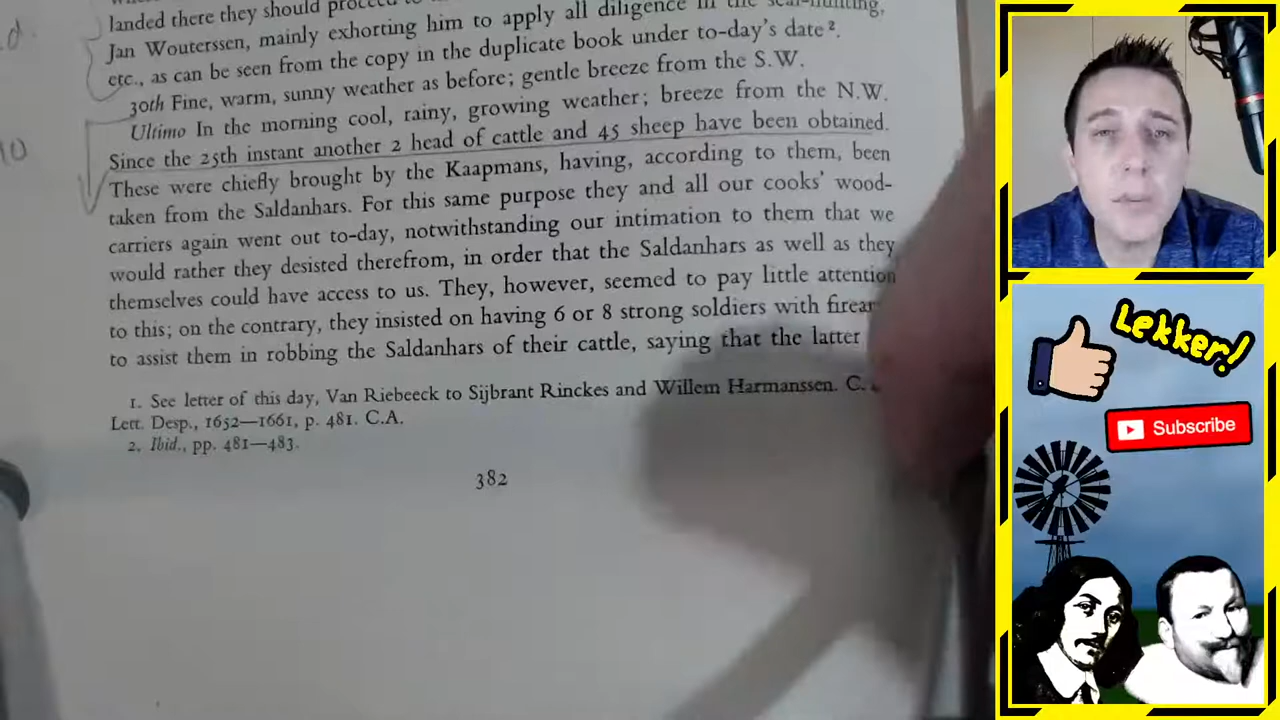 landed there they should proceed to
Jan Wouterssen, mainly exhorting him to apply all diligence in the seal-hunting,
etc., as can be seen from the copy in the duplicate book under to-day's date².
30th Fine, warm, sunny weather as before; gentle breeze from the S.W.
Ultimo In the morning cool, rainy, growing weather; breeze from the N.W.
Since the 25th instant another 2 head of cattle and 45 sheep have been obtained.
These were chiefly brought by the Kaapmans, having, according to them, been
taken from the Saldanhars. For this same purpose they and all our cooks' wood-
carriers again went out to-day, notwithstanding our intimation to them that we
would rather they desisted therefrom, in order that the Saldanhars as well as they
themselves could have access to us. They, however, seemed to pay little attention
to this; on the contrary, they insisted on having 6 or 8 strong soldiers with
to assist them in robbing the Saldanhars of their cattle, saying that the latter
1. See letter of this day, Van Riebeeck to Sijbrant Rinckes and Willem Harmanssen. C.
Lett. Desp., 1652—1661, p. 481. C.A.
2. Ibid., pp. 481—483.
382
Lekker!
Subscribe